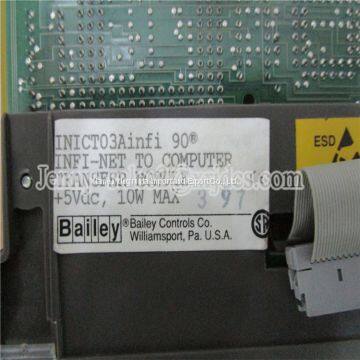 INICT03Ainfi 90®
INFI-NET TO COMPUTER
+5Vdc, 10W MAX 3 97
Bailey® Bailey Controls Co.
Williamsport, Pa. U.S.A.
ESD